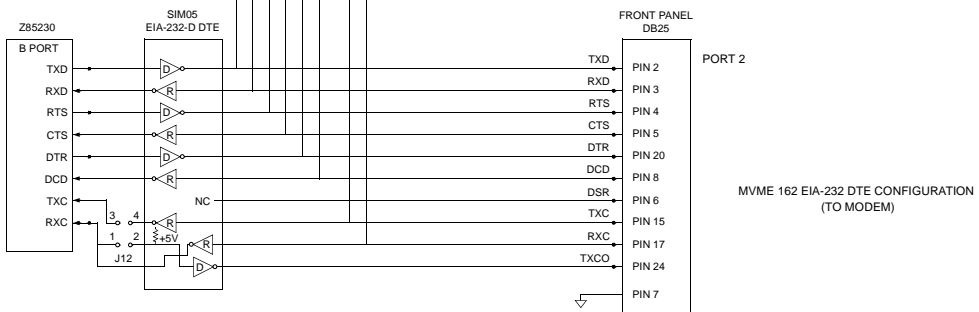 SIM05
EIA-232-D DTE
Z85230
B PORT
FRONT PANEL
DB25
PORT 2
TXD D TXD PIN 2
RXD R RXD PIN 3
RTS D RTS PIN 4
CTS R CTS PIN 5
DTR D DTR PIN 20
DCD R DCD PIN 8
TXC NC DSR PIN 6
RXC 3 4 R TXC PIN 15
+5V
1 2 R RXC PIN 17
J12
D TXCO PIN 24
PIN 7
MVME 162 EIA-232 DTE CONFIGURATION
(TO MODEM)